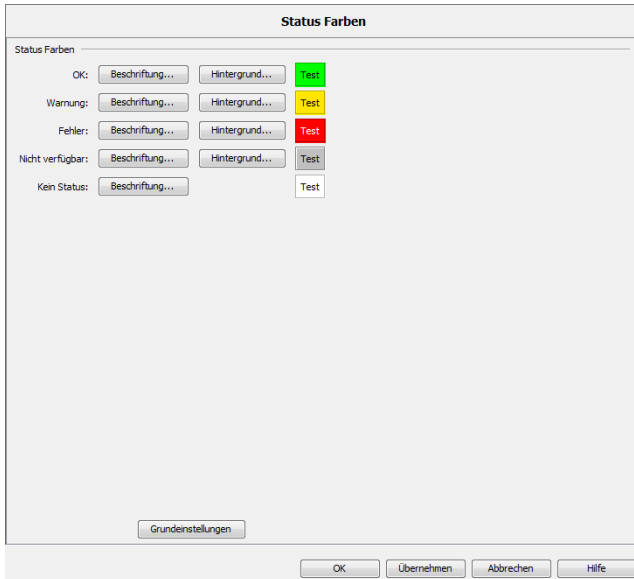 Status Farben
Status Farben
OK: Beschriftung... Hintergrund... Test
Warnung: Beschriftung... Hintergrund... Test
Fehler: Beschriftung... Hintergrund... Test
Nicht verfügbar: Beschriftung... Hintergrund... Test
Kein Status: Beschriftung... Test
Grundeinstellungen
OK Übernehmen Abbrechen Hilfe